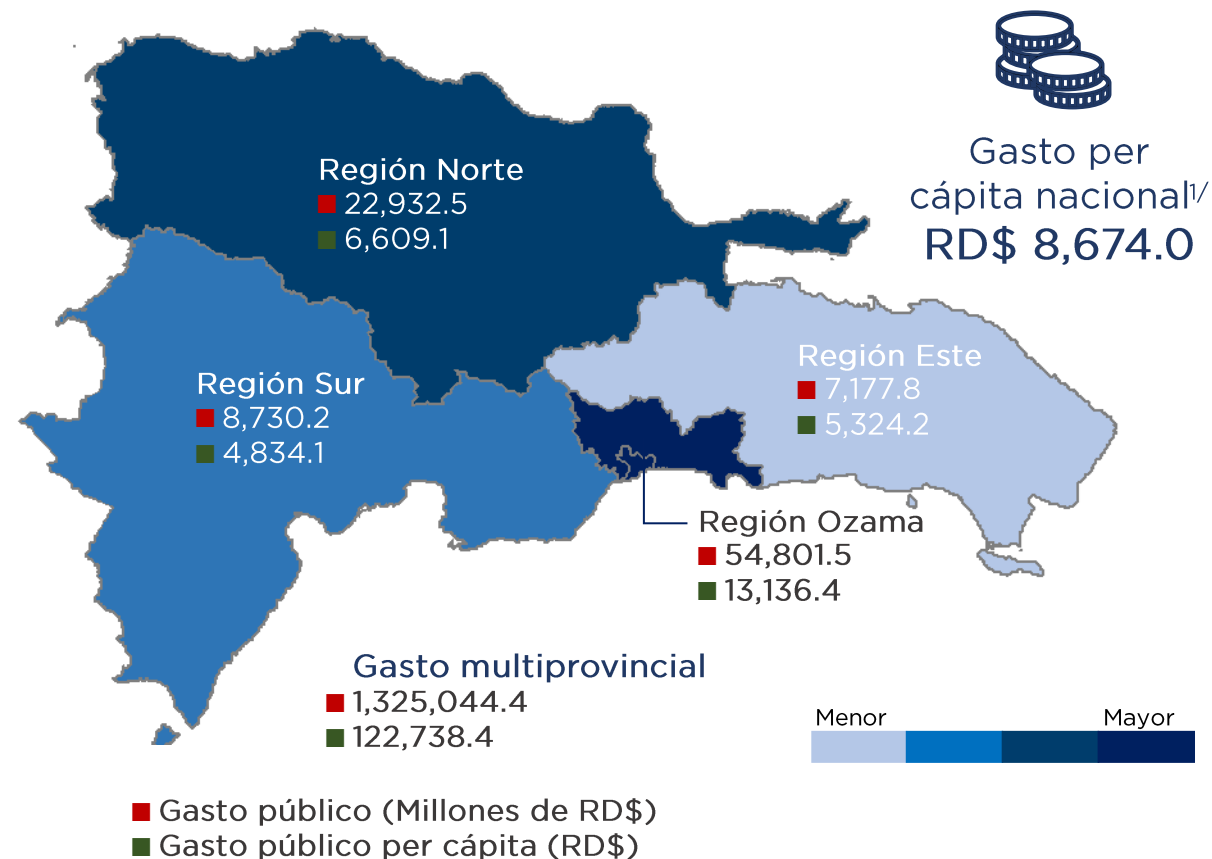 Gasto per
cápita nacional1/
RD$ 8,674.0
Región Norte
22,932.5
6,609.1
Región Este
7,177.8
5,324.2
Región Sur
8,730.2
4,834.1
Región Ozama
54,801.5
13,136.4
Gasto multiprovincial
1,325,044.4
122,738.4
Menor Mayor
Gasto público (Millones de RD$)
Gasto público per cápita (RD$)